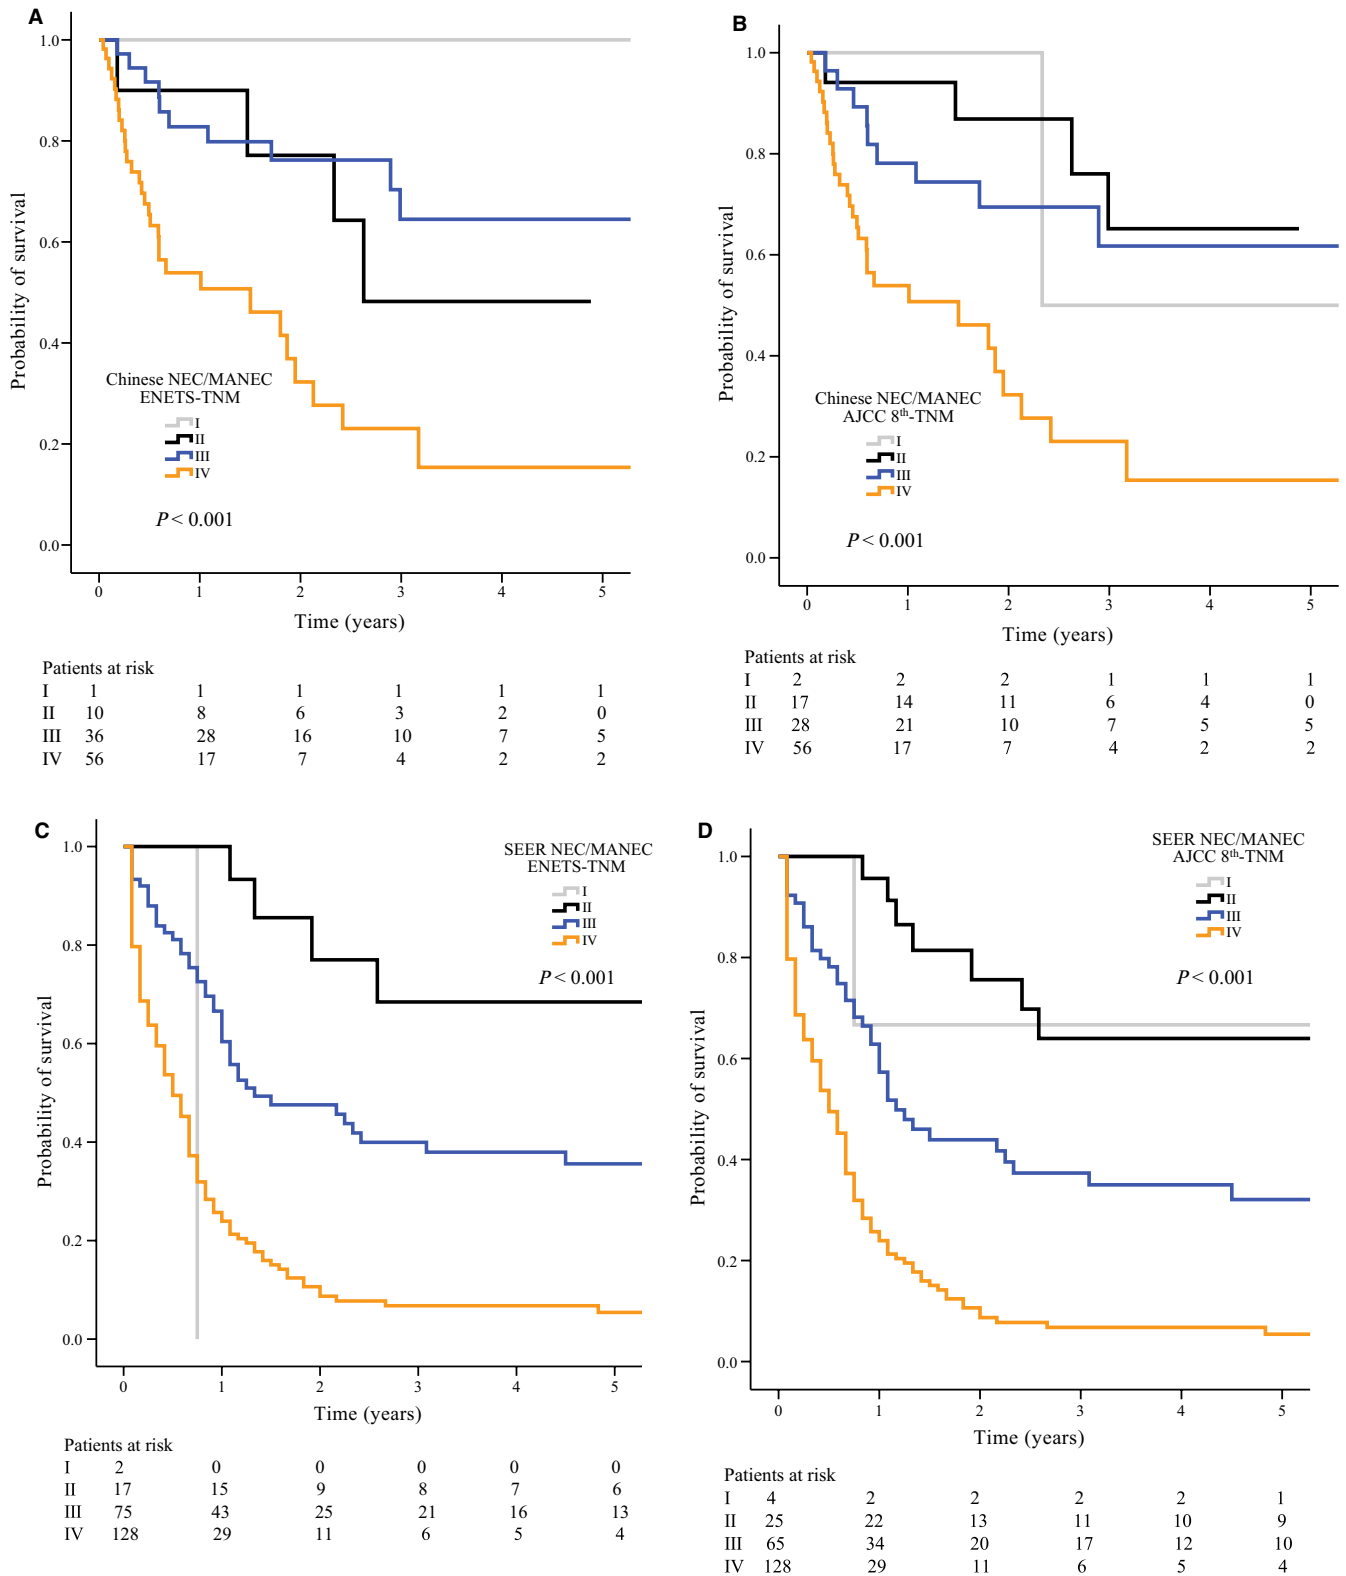 A
1.0
0.8
0.6
0.4
0.2
0.0
Probability of survival
Chinese NEC/MANEC
ENETS-TNM
I
II
III
IV
P < 0.001
0 1 2 3 4 5
Time (years)
Patients at risk
I 1 1 1 1 1 1
II 10 8 6 3 2 0
III 36 28 16 10 7 5
IV 56 17 7 4 2 2
B
1.0
0.8
0.6
0.4
0.2
0.0
Probability of survival
Chinese NEC/MANEC
AJCC 8th-TNM
I
II
III
IV
P < 0.001
0 1 2 3 4 5
Time (years)
Patients at risk
I 2 2 2 1 1 1
II 17 14 11 6 4 0
III 28 21 10 7 5 5
IV 56 17 7 4 2 2
C
1.0
0.8
0.6
0.4
0.2
0.0
Probability of survival
SEER NEC/MANEC
ENETS-TNM
I
II
III
IV
P < 0.001
0 1 2 3 4 5
Time (years)
Patients at risk
I 2 0 0 0 0 0
II 17 15 9 8 7 6
III 75 43 25 21 16 13
IV 128 29 11 6 5 4
D
1.0
0.8
0.6
0.4
0.2
0.0
Probability of survival
SEER NEC/MANEC
AJCC 8th-TNM
I
II
III
IV
P < 0.001
0 1 2 3 4 5
Time (years)
Patients at risk
I 4 2 2 2 2 1
II 25 22 13 11 10 9
III 65 34 20 17 12 10
IV 128 29 11 6 5 4